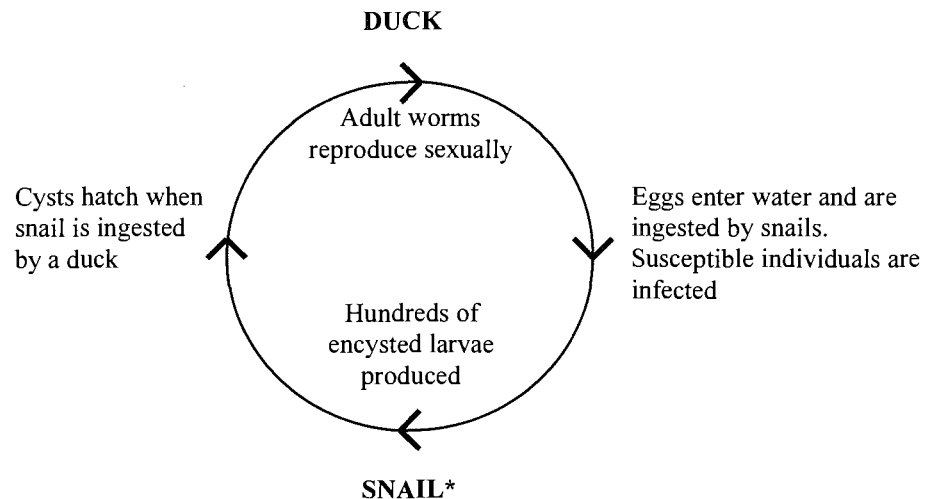 DUCK
Adult worms
reproduce sexually
Eggs enter water and are
ingested by snails.
Susceptible individuals are
infected
Hundreds of
encysted larvae
produced
SNAIL*
Cysts hatch when
snail is ingested
by a duck